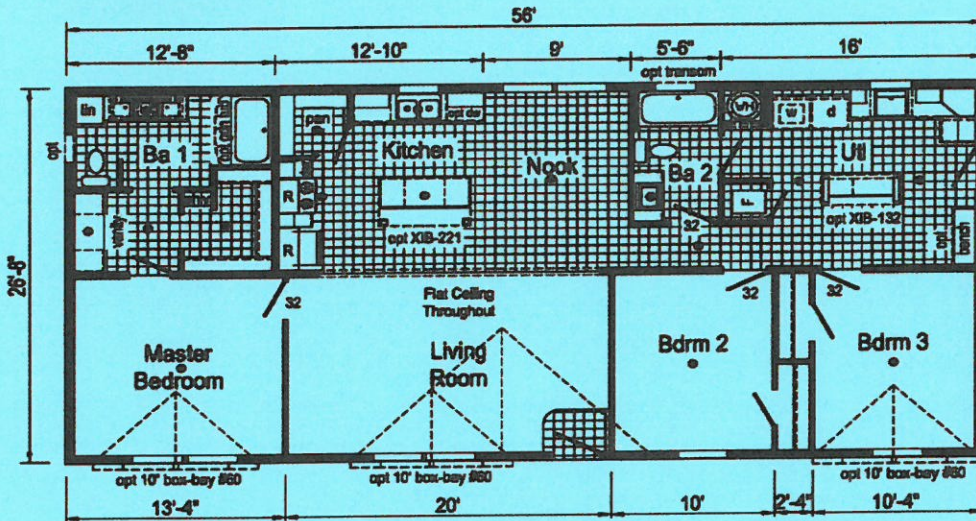 56'
12'-8"
12'-10"
9'
5'-6"
16'
opt transom
lin
pan
opt dw
WH
w
d
opt
Ba 1
Kitchen
Nook
Ba 2
Utl
R
F
vanity
opt XIB-221
opt XIB-132
R
32
opt bench
26'-8"
32
Flat Ceiling
Throughout
32
32
Master
Bedroom
Living
Room
Bdrm 2
Bdrm 3
opt 10' box-bay #60
opt 10' box-bay #60
opt 10' box-bay #60
13'-4"
20'
10'
2'-4"
10'-4"